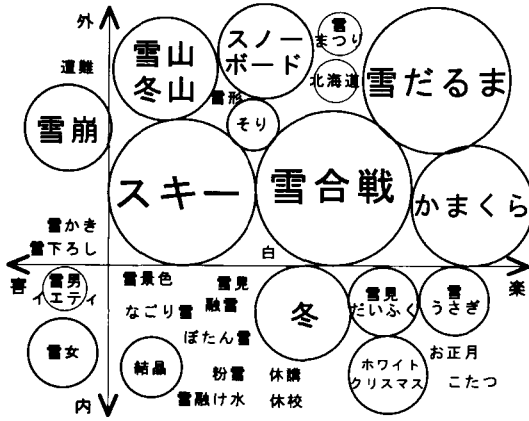 外
雪山
冬山
スノー
ボード
雪
まつり
北海道
雪だるま
遭難
雪形
そり
雪崩
スキー
雪合戦
かまくら
雪かき
雪下ろし
白
害
楽
雪男
イエティ
雪景色
雪見
なごり雪
融雪
ぼたん雪
冬
雪見
だいふく
雪
うさぎ
雪女
結晶
粉雪
休講
雪融け水
休校
ホワイト
クリスマス
お正月
こたつ
内